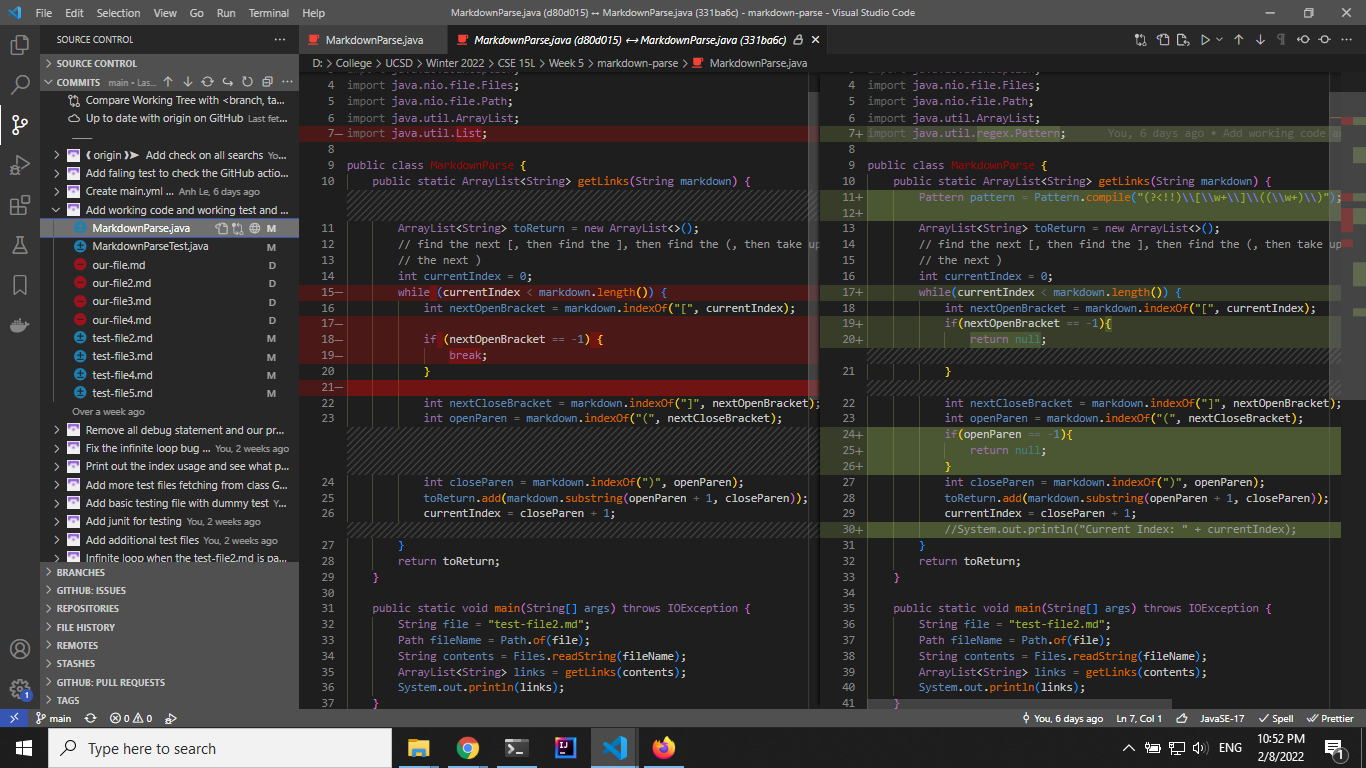 File Edit Selection View Go Run Terminal Help MarkdownParse.java (d80d015) ↔ MarkdownParse.java (331ba6c) - markdown-parse - Visual Studio Code
SOURCE CONTROL ...
SOURCE CONTROL
COMMITS main • Las...
Compare Working Tree with <branch, ta...
Up to date with origin on GitHub Last fet...
origin Add check on all searchs Yo...
Add faling test to check the GitHub actio...
Create main.yml ... Anh Le, 6 days ago
Add working code and working test and ...
MarkdownParse.java M
MarkdownParseTest.java M
our-file.md D
our-file2.md D
our-file3.md D
our-file4.md D
test-file2.md M
test-file3.md M
test-file4.md M
test-file5.md M
Over a week ago
Remove all debug statement and our pr...
Fix the infinite loop bug ... You, 2 weeks ago
Print out the index usage and see what p...
Add more test files fetching from class G...
Add basic testing file with dummy test You, 2 weeks ago
Add junit for testing You, 2 weeks ago
Add additional test files You, 2 weeks ago
Infinite loop when the test-file2.md is pa...
BRANCHES
GITHUB: ISSUES
REPOSITORIES
FILE HISTORY
REMOTES
STASHES
GITHUB: PULL REQUESTS
TAGS
MarkdownParse.java
MarkdownParse.java (d80d015) ↔ MarkdownParse.java (331ba6c)
D: > College > UCSD > Winter 2022 > CSE 15L > Week 5 > markdown-parse > MarkdownParse.java
4 import java.nio.file.Files;
5 import java.nio.file.Path;
6 import java.util.ArrayList;
7— import java.util.List;
8
9 public class MarkdownParse {
10 public static ArrayList<String> getLinks(String markdown) {
11 ArrayList<String> toReturn = new ArrayList<>();
12 // find the next [, then find the ], then find the (, then take up
13 // the next )
14 int currentIndex = 0;
15— while (currentIndex < markdown.length()) {
16 int nextOpenBracket = markdown.indexOf("[", currentIndex);
17—
18— if (nextOpenBracket == -1) {
19— break;
20 }
21—
22 int nextCloseBracket = markdown.indexOf("]", nextOpenBracket);
23 int openParen = markdown.indexOf("(", nextCloseBracket);
24 int closeParen = markdown.indexOf(")", openParen);
25 toReturn.add(markdown.substring(openParen + 1, closeParen));
26 currentIndex = closeParen + 1;
27 }
28 return toReturn;
29 }
30
31 public static void main(String[] args) throws IOException {
32 String file = "test-file2.md";
33 Path fileName = Path.of(file);
34 String contents = Files.readString(fileName);
35 ArrayList<String> links = getLinks(contents);
36 System.out.println(links);
37 }
4 import java.nio.file.Files;
5 import java.nio.file.Path;
6 import java.util.ArrayList;
7+ import java.util.regex.Pattern; You, 6 days ago • Add working code a
8
9 public class MarkdownParse {
10 public static ArrayList<String> getLinks(String markdown) {
11+ Pattern pattern = Pattern.compile("(?<!!)\\[\\w+\\]\\((\\w+)\\)");
12+
13 ArrayList<String> toReturn = new ArrayList<>();
14 // find the next [, then find the ], then find the (, then take up
15 // the next )
16 int currentIndex = 0;
17+ while(currentIndex < markdown.length()) {
18 int nextOpenBracket = markdown.indexOf("[", currentIndex);
19+ if(nextOpenBracket == -1){
20+ return null;
21 }
22 int nextCloseBracket = markdown.indexOf("]", nextOpenBracket);
23 int openParen = markdown.indexOf("(", nextCloseBracket);
24+ if(openParen == -1){
25+ return null;
26+ }
27 int closeParen = markdown.indexOf(")", openParen);
28 toReturn.add(markdown.substring(openParen + 1, closeParen));
29 currentIndex = closeParen + 1;
30+ //System.out.println("Current Index: " + currentIndex);
31 }
32 return toReturn;
33 }
34
35 public static void main(String[] args) throws IOException {
36 String file = "test-file2.md";
37 Path fileName = Path.of(file);
38 String contents = Files.readString(fileName);
39 ArrayList<String> links = getLinks(contents);
40 System.out.println(links);
41 }
1
main 0 0 You, 6 days ago Ln 7, Col 1 JavaSE-17 Spell Prettier
Type here to search
ENG
10:52 PM
2/8/2022
1